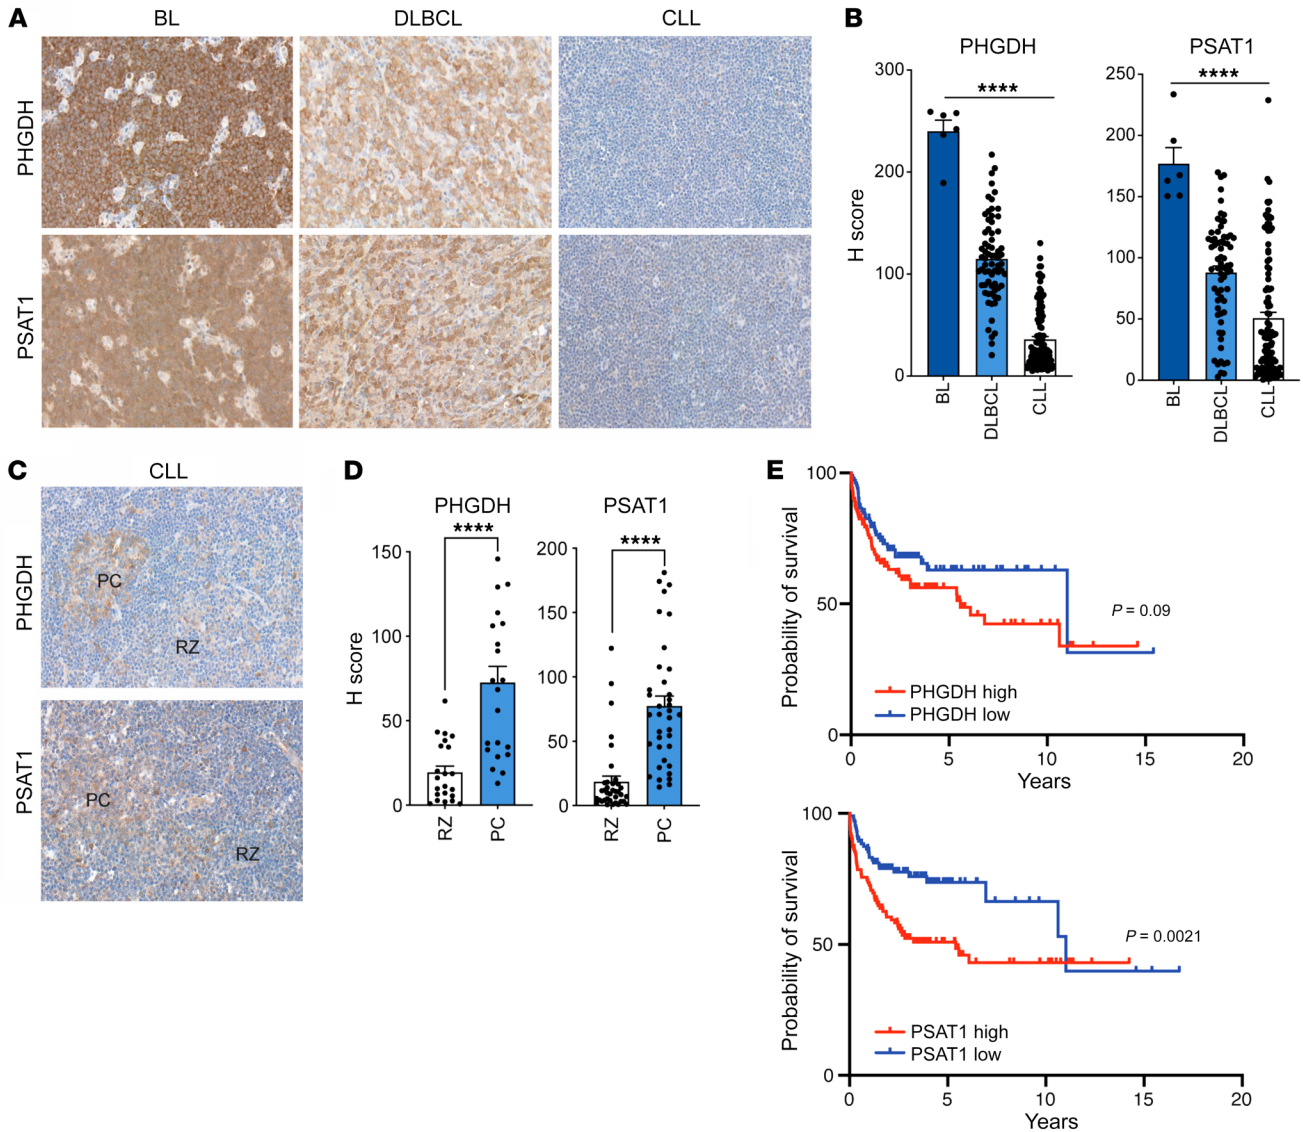 A
BL
DLBCL
CLL
PHGDH
PSAT1
B
PHGDH
****
H score
300
200
100
0
BL
DLBCL
CLL
PSAT1
****
250
200
150
100
50
0
BL
DLBCL
CLL
C
CLL
PHGDH
PC
RZ
PSAT1
PC
RZ
D
PHGDH
****
H score
150
100
50
0
RZ
PC
PSAT1
****
200
150
100
50
0
RZ
PC
E
Probability of survival
100
50
0
P = 0.09
PHGDH high
PHGDH low
0 5 10 15 20
Years
Probability of survival
100
50
0
P = 0.0021
PSAT1 high
PSAT1 low
0 5 10 15 20
Years